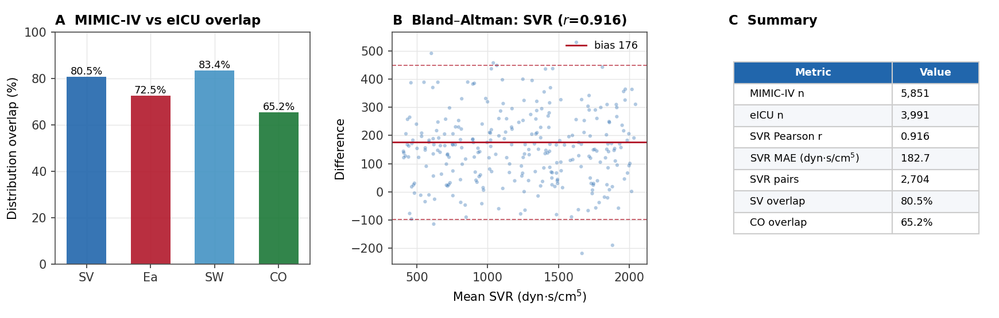 A  MIMIC-IV vs eICU overlap
Distribution overlap (%)
100
80
60
40
20
0
80.5%
72.5%
83.4%
65.2%
SV
Ea
SW
CO
B  Bland–Altman: SVR (r=0.916)
bias 176
Difference
500
400
300
200
100
0
−100
−200
500
1000
1500
2000
Mean SVR (dyn·s/cm⁵)
C  Summary
Metric Value
MIMIC-IV n 5,851
eICU n 3,991
SVR Pearson r 0.916
SVR MAE (dyn·s/cm⁵) 182.7
SVR pairs 2,704
SV overlap 80.5%
CO overlap 65.2%